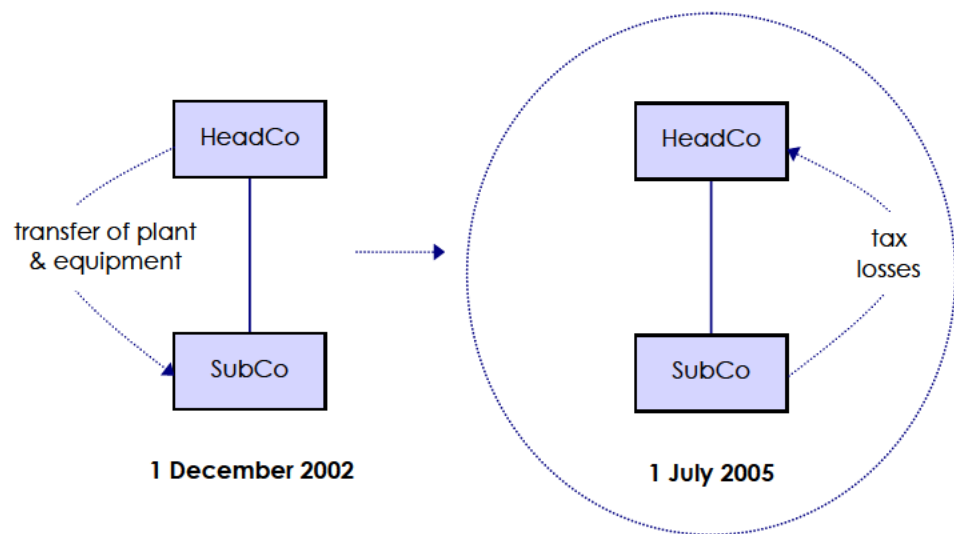 HeadCo
transfer of plant
& equipment
SubCo
1 December 2002
HeadCo
tax
losses
SubCo
1 July 2005